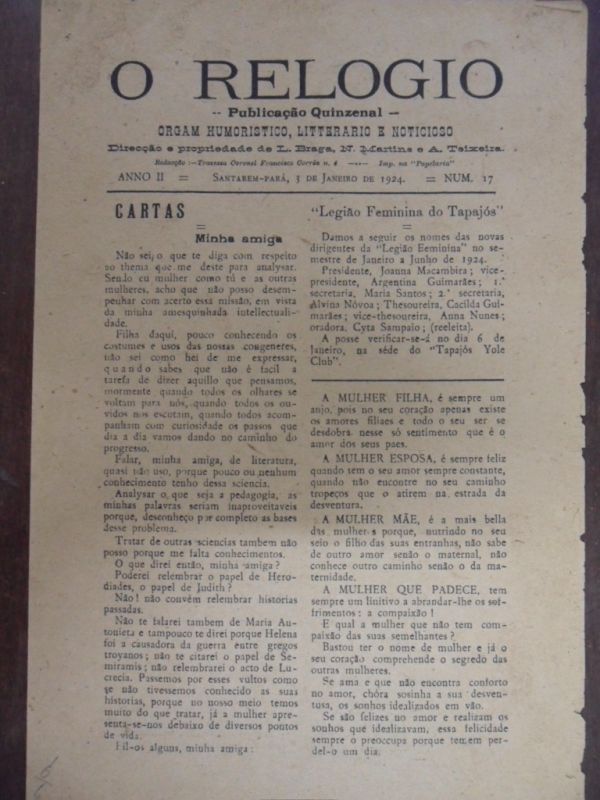 O RELOGIO
-- Publicação Quinzenal --
ORGAM HUMORISTICO, LITTERARIO E NOTICIOSO
Direcção e propriedade de L. Braga, N. Martins e A. Teixeira.
Redacção :—Travessa Coronel Francisco Corrêa n. 4 —--— Imp. na "Papelaria"
ANNO II = SANTAREM-PARÁ, 3 DE JANEIRO DE 1924. = NUM. 17
CARTAS
=
Minha amiga
Não sei, o que te diga com respeito
ao thema que me deste para analysar.
Sendo eu mulher como tú e as outras
mulheres, acho que não posso desem-
penhar com acerto essa missão, em vista
da minha amesquinhada intellectuali-
dade.
Filha daqui, pouco conhecendo os
costumes e usos das nossas congeneres,
não sei como hei de me expressar,
quando sabes que não é facil a
tarefa de dizer aquillo que pensamos,
mormente quando todos os olhares se
voltam para nós, quando todos os ou-
vidos nos escutam, quando todos acom-
panham com curiosidade os passos que
dia a dia vamos dando no caminho do
progresso.
Falar, minha amiga, de literatura,
quasi não uso, porque pouco ou nenhum
conhecimento tenho dessa sciencia.
Analysar o que seja a pedagogia, as
minhas palavras seriam inaproveitaveis
porque, desconheço por completo as bases
desse problema.
Tratar de outras sciencias tambem não
posso porque me falta conhecimentos.
O que direi então, minha amiga?
Poderei relembrar o papel de Hero-
diades, o papel de Judith?
Não! não convém relembrar historias
passadas.
Não te falarei tambem de Maria An-
tonieta e tampouco te direi porque Helena
foi a causadora da guerra entre gregos
troyanos; não te citarei o papel de Se-
miramis; não relembrarei o acto de Lu-
crecia. Passemos por esses vultos como
se não tivessemos conhecido as suas
historias, porque no nosso meio temos
muito do que tratar, já a mulher apre-
senta-se-nos debaixo de diversos pontos
de vida.
Eil-os alguns, minha amiga:
"Legião Feminina do Tapajós"
=
Damos a seguir os nomes das novas
dirigentes da "Legião Eeminina" no se-
mestre de Janeiro a Junho de 1924.
Presidente, Joanna Macambira; vice-
presidente, Argentina Guimarães; 1.ª
secretaria, Maria Santos; 2.ª secretaria,
Alvina Nóvoa; Thesoureira, Cacilda Gui-
marães; vice-thesoureira, Anna Nunes;
oradora, Cyta Sampaio; (reeleita).
A posse verificar-se-á no dia 6 de
Janeiro, na séde do "Tapajós Yole
Club".
A MULHER FILHA, é sempre um
anjo, pois no seu coração apenas existe
os amores filiaes e todo o seu ser se
desdobra nesse só sentimento que é o
amor dos seus paes.
A MULHER ESPOSA, é sempre feliz
quando tem o seu amor sempre constante,
quando não encontre no seu caminho
tropeços que o atirem na estrada da
desventura.
A MULHER MÃE, é a mais bella
das mulheres porque, nutrindo no seu
seio o filho das suas entranhas, não sabe
de outro amor senão o maternal, não
conhece outro caminho senão o da ma-
ternidade.
A MULHER QUE PADECE, tem
sempre um linitivo a abrandar-lhe os sof-
frimentos: a compaixão!
E qual a mulher que não tem com-
paixão das suas semelhantes?
Bastou ter o nome de mulher e já o
seu coração comprehende o segredo das
outras mulheres.
Se ama e que não encontra conforto
no amor, chóra sosinha a sua desven-
tusa, os sonhos idealizados em vão.
Se são felizes no amor e realizam os
sonhos que idealizavam, essa felicidade
sempre o preoccupa porque temem per-
del-o um dia.